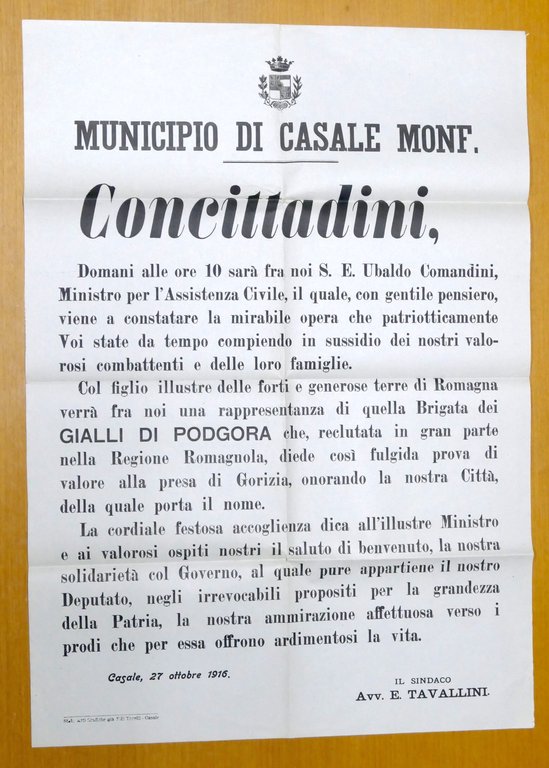 MUNICIPIO DI CASALE MONF.
Concittadini,
Domani alle ore 10 sarà fra noi S. E. Ubaldo Comandini,
Ministro per l'Assistenza Civile, il quale, con gentile pensiero,
viene a constatare la mirabile opera che patriotticamente
Voi state da tempo compiendo in sussidio dei nostri valo-
rosi combattenti e delle loro famiglie.
Col figlio illustre delle forti e generose terre di Romagna
verrà fra noi una rappresentanza di quella Brigata dei
GIALLI DI PODGORA che, reclutata in gran parte
nella Regione Romagnola, diede così fulgida prova di
valore alla presa di Gorizia, onorando la nostra Città,
della quale porta il nome.
La cordiale festosa accoglienza dica all'illustre Ministro
e ai valorosi ospiti nostri il saluto di benvenuto, la nostra
solidarietà col Governo, al quale pure appartiene il nostro
Deputato, negli irrevocabili propositi per la grandezza
della Patria, la nostra ammirazione affettuosa verso i
prodi che per essa offrono ardimentosi la vita.
Casale, 27 ottobre 1916.
IL SINDACO
Avv. E. TAVALLINI.
Arti Grafiche già Flli Torelli - Casale